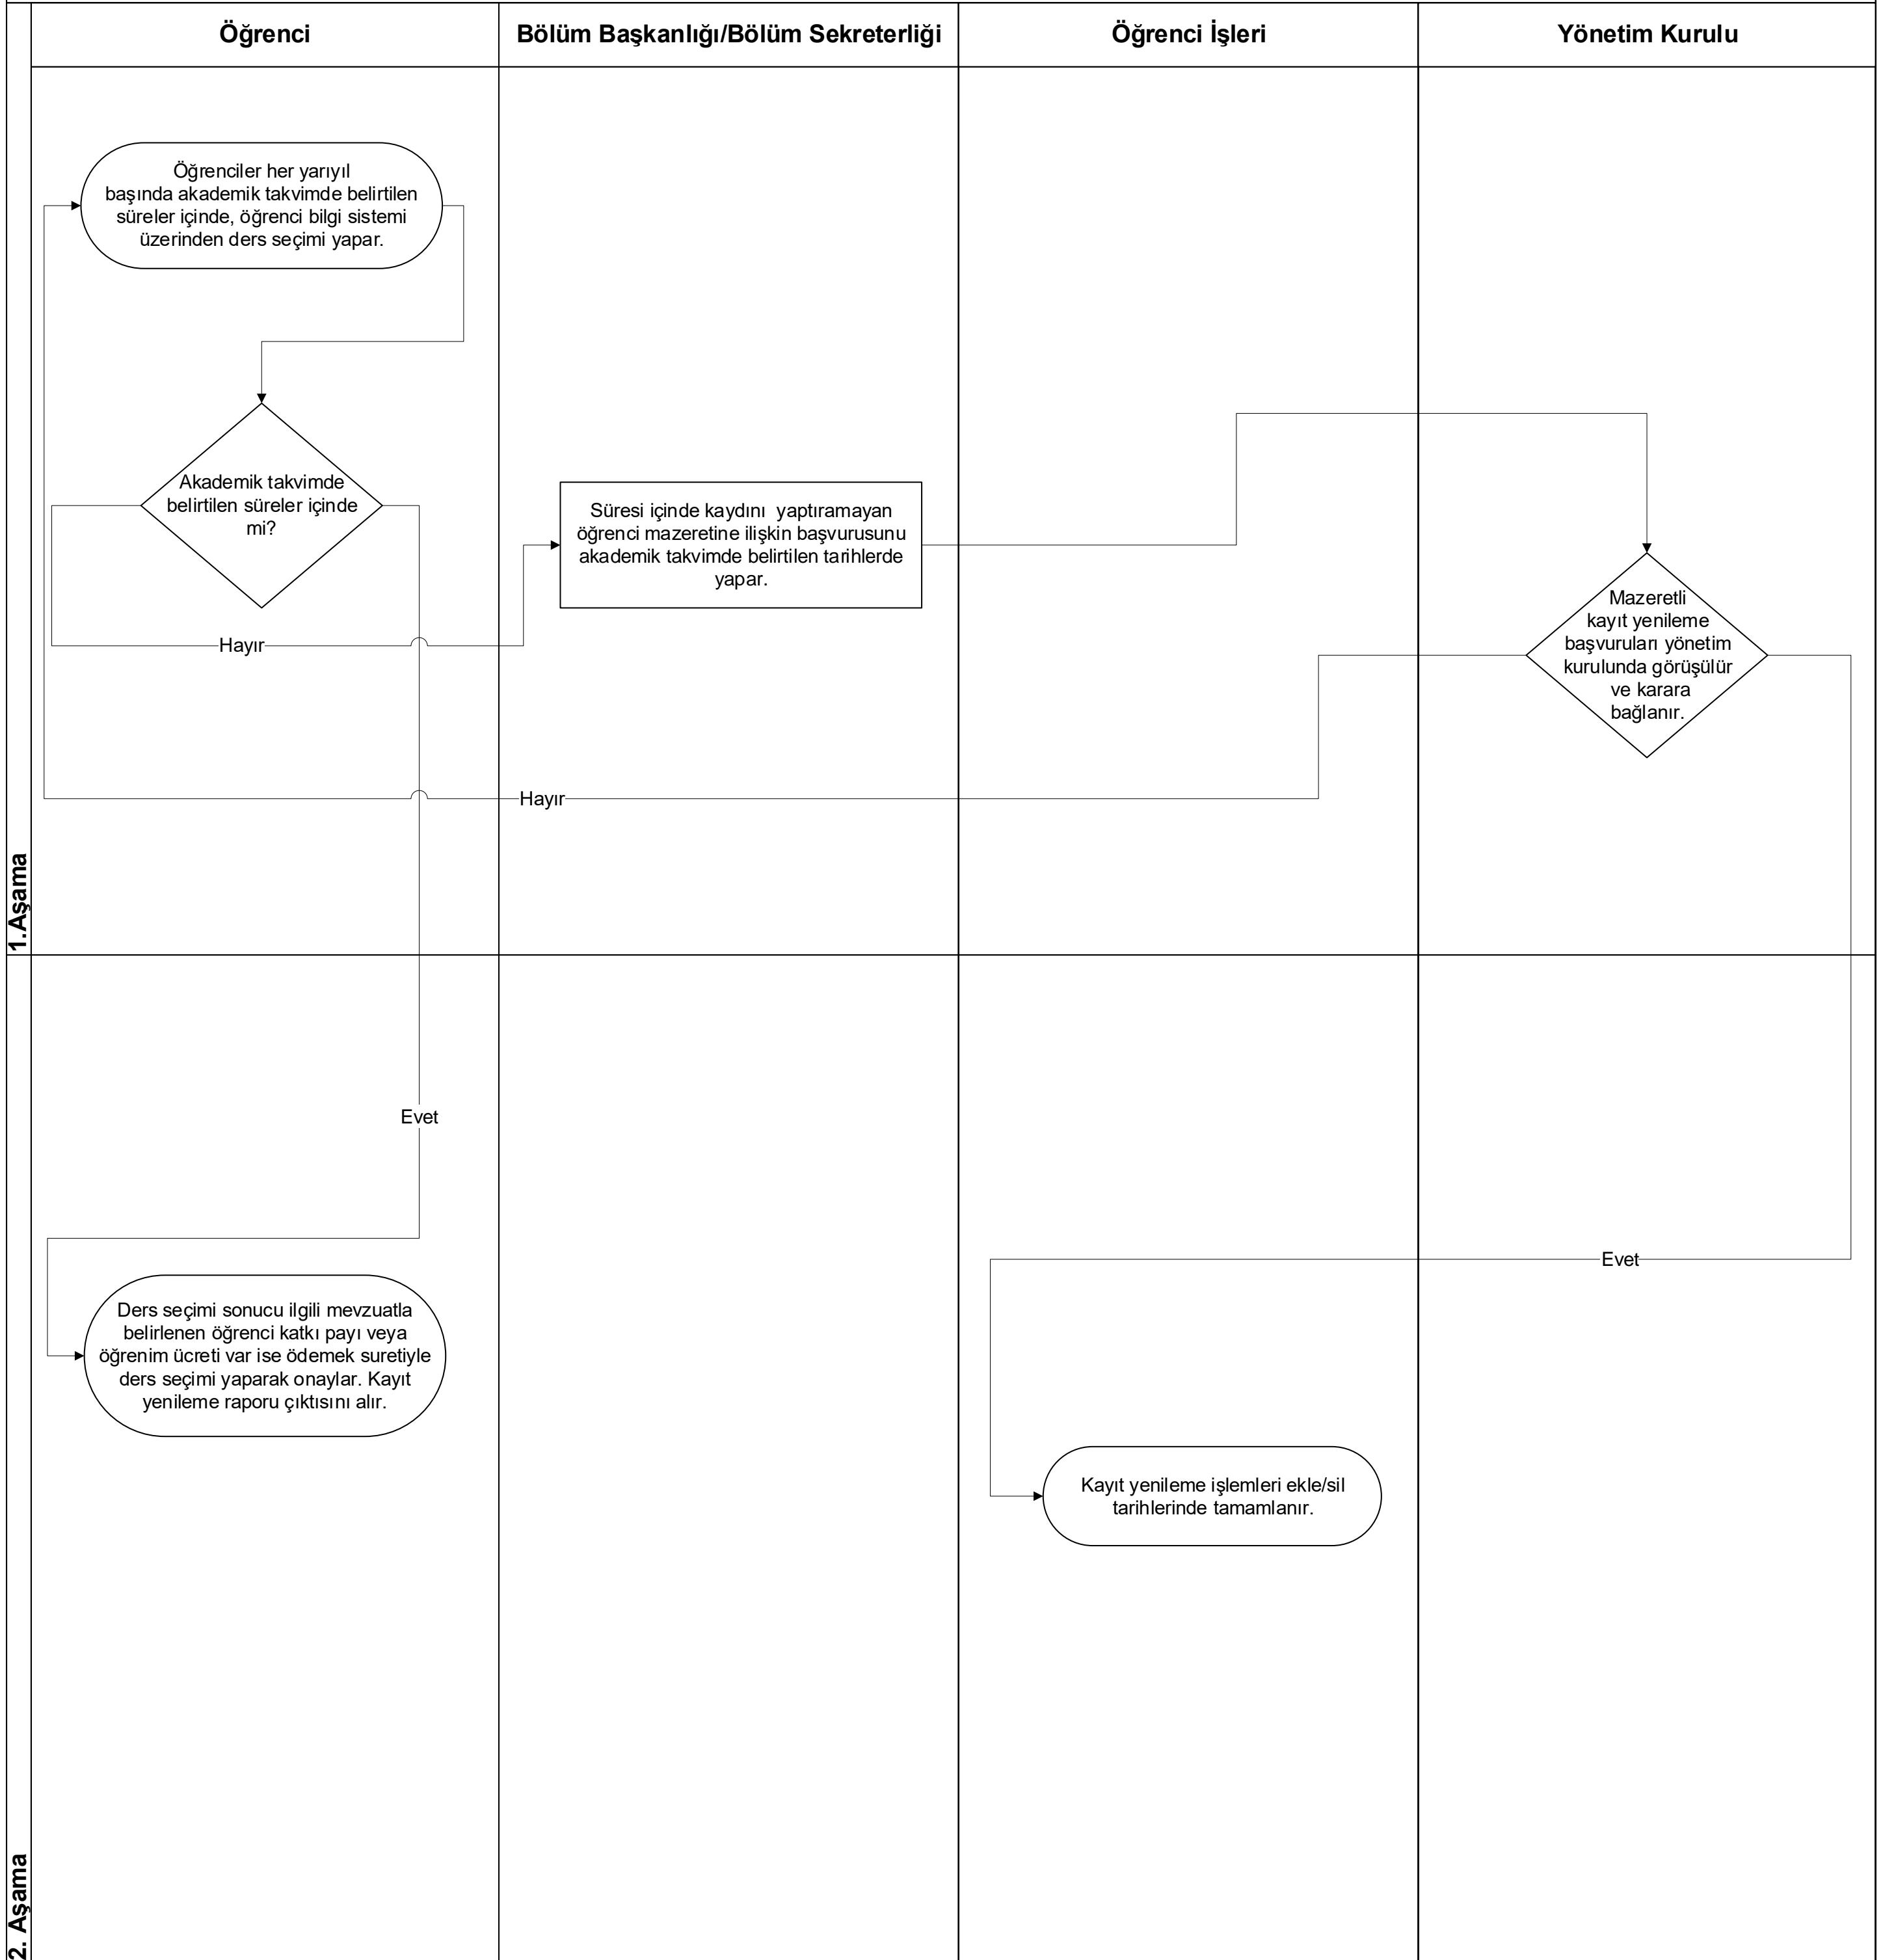 Öğrenci
Bölüm Başkanlığı/Bölüm Sekreterliği
Öğrenci İşleri
Yönetim Kurulu
1.Aşama
Öğrenciler her yarıyıl
başında akademik takvimde belirtilen
süreler içinde, öğrenci bilgi sistemi
üzerinden ders seçimi yapar.
Akademik takvimde
belirtilen süreler içinde
mi?
Hayır
Süresi içinde kaydını  yaptıramayan
öğrenci mazeretine ilişkin başvurusunu
akademik takvimde belirtilen tarihlerde
yapar.
Mazeretli
kayıt yenileme
başvuruları yönetim
kurulunda görüşülür
ve karara
bağlanır.
Hayır
2. Aşama
Evet
Evet
Ders seçimi sonucu ilgili mevzuatla
belirlenen öğrenci katkı payı veya
öğrenim ücreti var ise ödemek suretiyle
ders seçimi yaparak onaylar. Kayıt
yenileme raporu çıktısını alır.
Kayıt yenileme işlemleri ekle/sil
tarihlerinde tamamlanır.